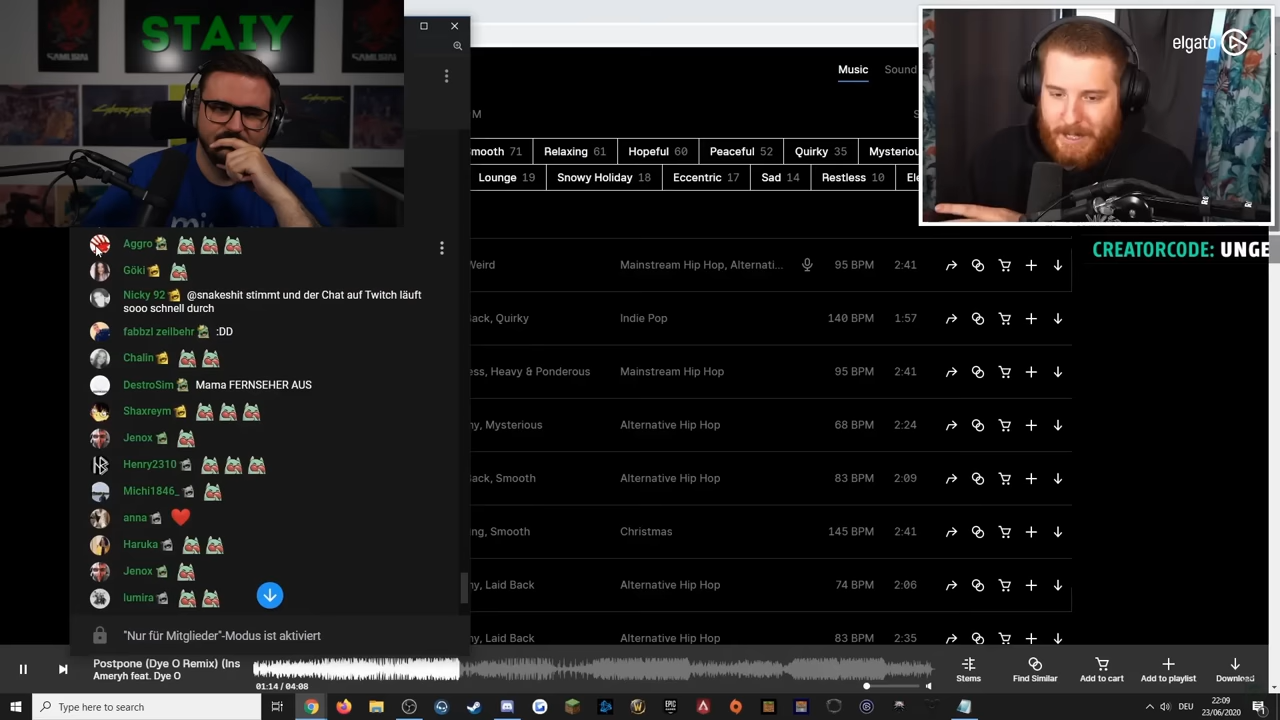 STAIY
SAMURAI
SAMURAI
Cyberpunk
elgato
M
S
Music
Sound
mooth 71
Relaxing 61
Hopeful 60
Peaceful 52
Quirky 35
Mysteriou
Lounge 19
Snowy Holiday 18
Eccentric 17
Sad 14
Restless 10
Ele
CREATORCODE: UNGE
Aggro
Göki
Nicky 92 @snakeshit stimmt und der Chat auf Twitch läuft
sooo schnell durch
fabbzl zeilbehr :DD
Chalin
DestroSim Mama FERNSEHER AUS
Shaxreym
Jenox
Henry2310
Michi1846_
anna
Haruka
Jenox
lumira
"Nur für Mitglieder"-Modus ist aktiviert
Weird Mainstream Hip Hop, Alternati... 95 BPM 2:41
ack, Quirky Indie Pop 140 BPM 1:57
ess, Heavy & Ponderous Mainstream Hip Hop 95 BPM 2:41
ny, Mysterious Alternative Hip Hop 68 BPM 2:24
Back, Smooth Alternative Hip Hop 83 BPM 2:09
ng, Smooth Christmas 145 BPM 2:41
ny, Laid Back Alternative Hip Hop 74 BPM 2:06
ny, Laid Back Alternative Hip Hop 83 BPM 2:35
Postpone (Dye O Remix) (Ins
Ameryh feat. Dye O
01:14 / 04:08
Stems
Find Similar
Add to cart
Add to playlist
Download
Type here to search
EPIC
DEU
22:09
23/06/2020